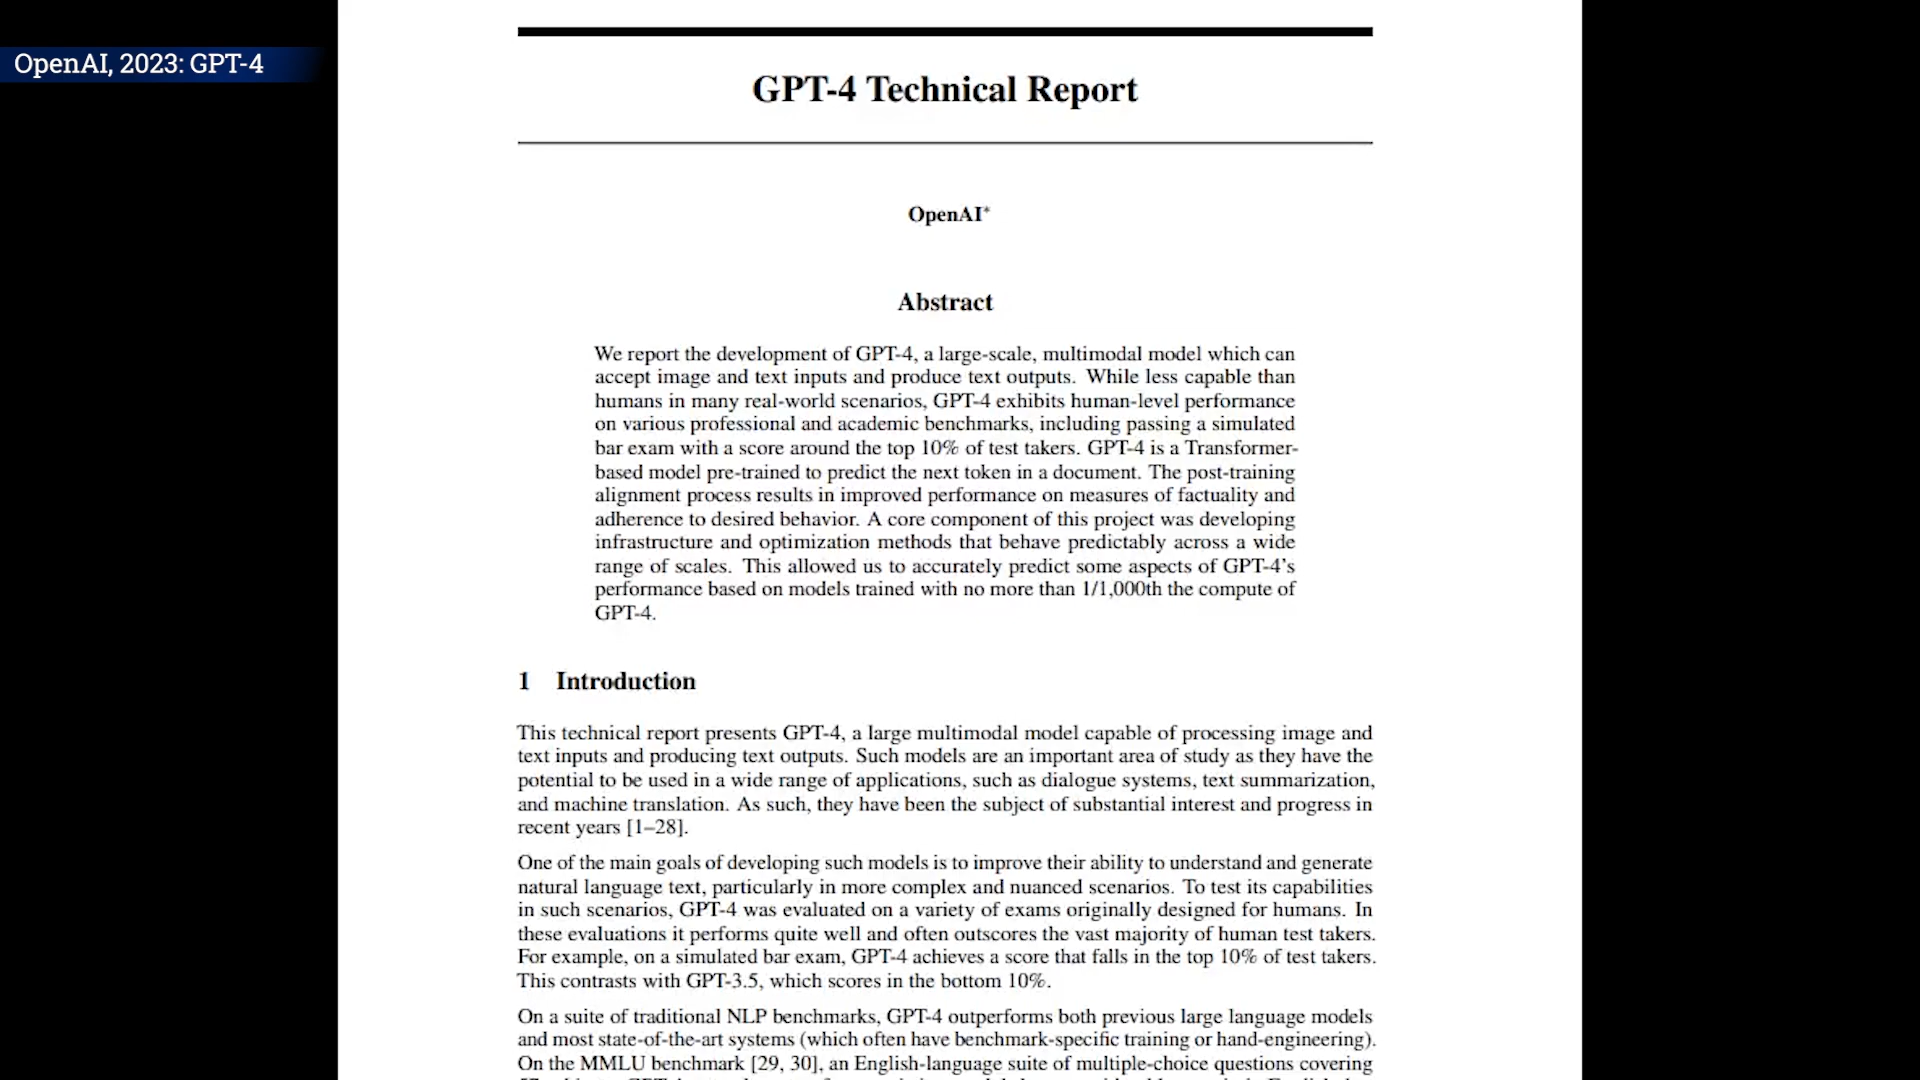 OpenAI, 2023: GPT-4
GPT-4 Technical Report
OpenAI*
Abstract
We report the development of GPT-4, a large-scale, multimodal model which can
accept image and text inputs and produce text outputs. While less capable than
humans in many real-world scenarios, GPT-4 exhibits human-level performance
on various professional and academic benchmarks, including passing a simulated
bar exam with a score around the top 10% of test takers. GPT-4 is a Transformer-
based model pre-trained to predict the next token in a document. The post-training
alignment process results in improved performance on measures of factuality and
adherence to desired behavior. A core component of this project was developing
infrastructure and optimization methods that behave predictably across a wide
range of scales. This allowed us to accurately predict some aspects of GPT-4's
performance based on models trained with no more than 1/1,000th the compute of
GPT-4.
1 Introduction
This technical report presents GPT-4, a large multimodal model capable of processing image and
text inputs and producing text outputs. Such models are an important area of study as they have the
potential to be used in a wide range of applications, such as dialogue systems, text summarization,
and machine translation. As such, they have been the subject of substantial interest and progress in
recent years [1–28].
One of the main goals of developing such models is to improve their ability to understand and generate
natural language text, particularly in more complex and nuanced scenarios. To test its capabilities
in such scenarios, GPT-4 was evaluated on a variety of exams originally designed for humans. In
these evaluations it performs quite well and often outscores the vast majority of human test takers.
For example, on a simulated bar exam, GPT-4 achieves a score that falls in the top 10% of test takers.
This contrasts with GPT-3.5, which scores in the bottom 10%.
On a suite of traditional NLP benchmarks, GPT-4 outperforms both previous large language models
and most state-of-the-art systems (which often have benchmark-specific training or hand-engineering).
On the MMLU benchmark [29, 30], an English-language suite of multiple-choice questions covering